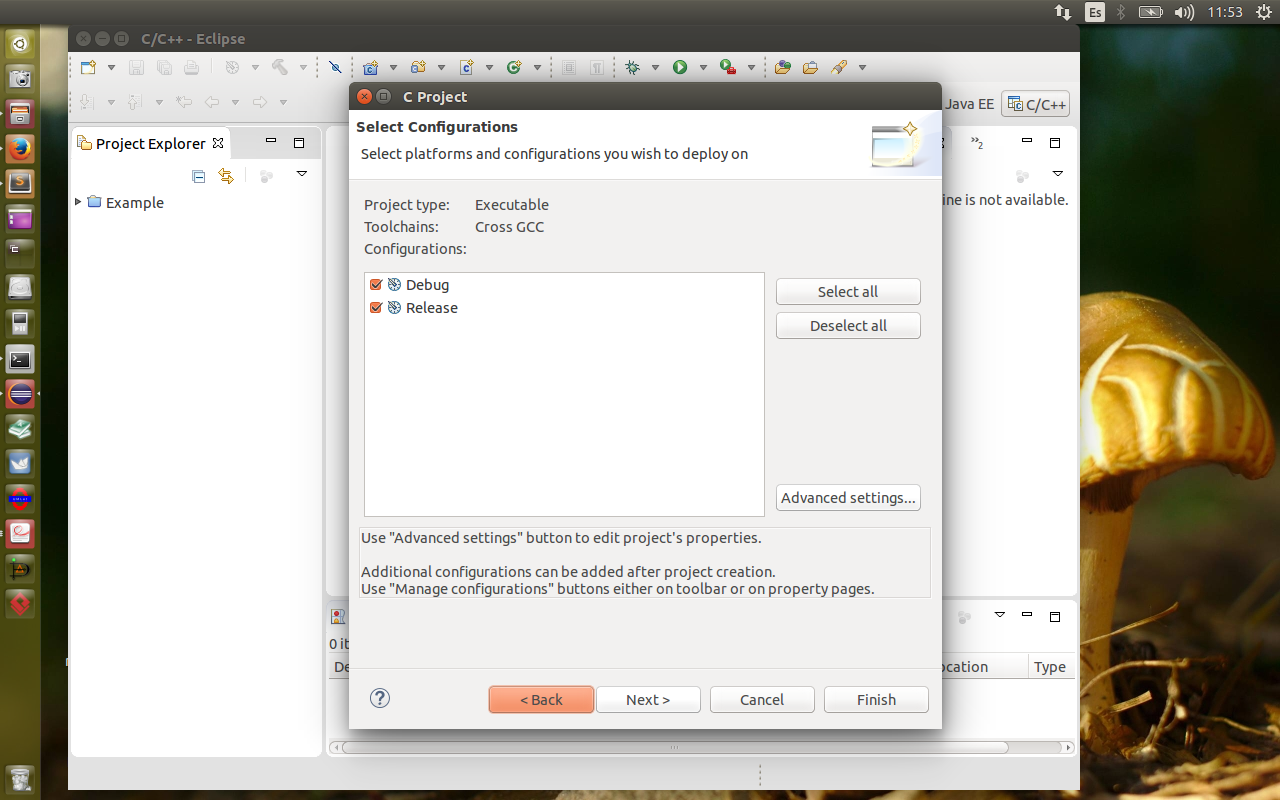 Es 11:53
C/C++ - Eclipse
C Project
Java EE C/C++
Project Explorer
Select Configurations
Select platforms and configurations you wish to deploy on
2
Example
ine is not available.
Project type: Executable
Toolchains: Cross GCC
Configurations:
Debug
Release
Select all
Deselect all
Advanced settings...
Use "Advanced settings" button to edit project's properties.
Additional configurations can be added after project creation.
Use "Manage configurations" buttons either on toolbar or on property pages.
0 it
De
ocation Type
< Back Next > Cancel Finish